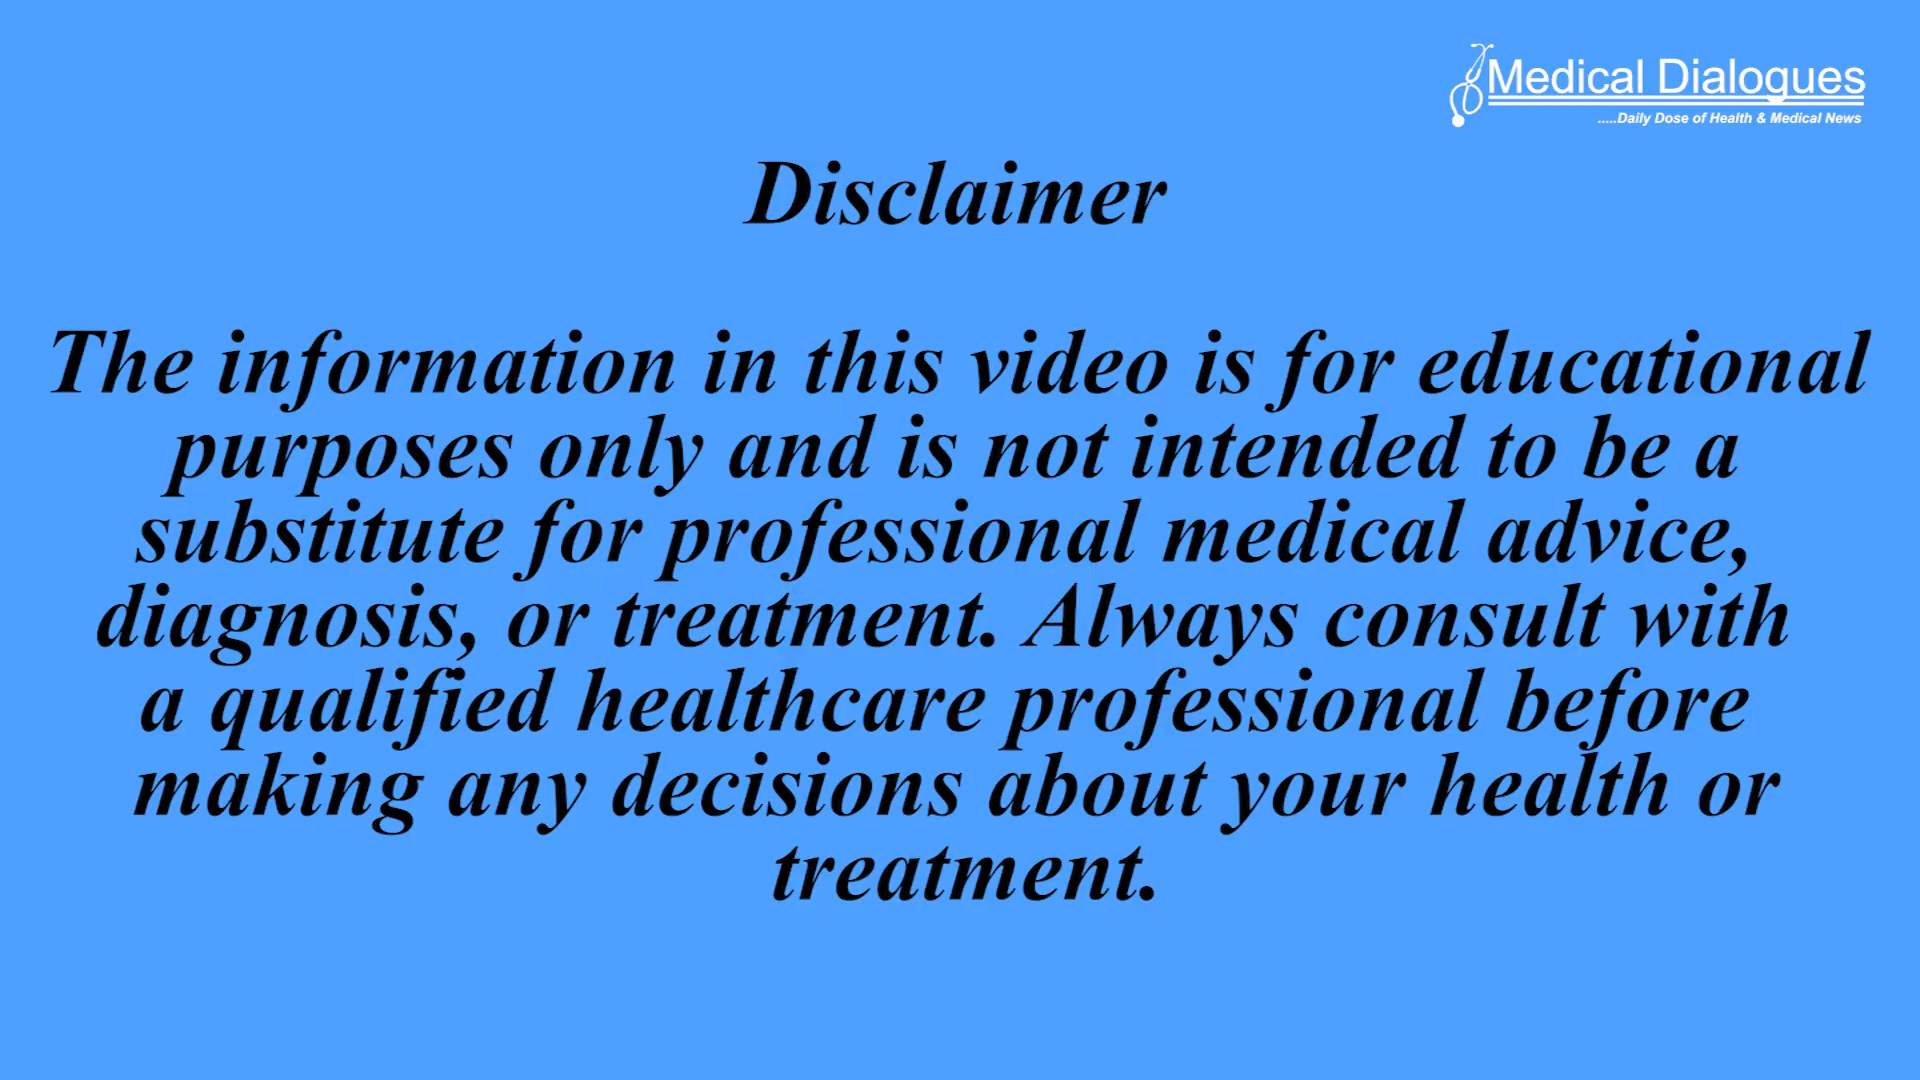 Medical Dialogues
.....Daily Dose of Health & Medical News
Disclaimer
The information in this video is for educational
purposes only and is not intended to be a
substitute for professional medical advice,
diagnosis, or treatment. Always consult with
a qualified healthcare professional before
making any decisions about your health or
treatment.